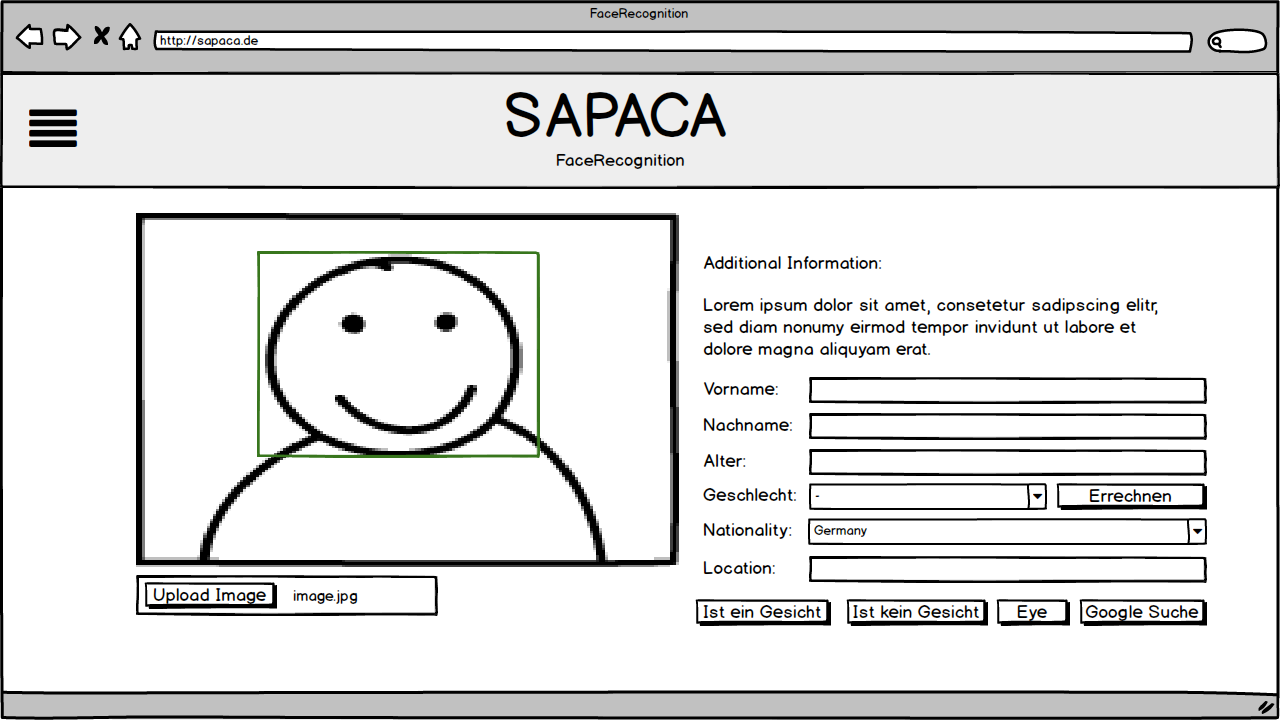 FaceRecognition
http://sapaca.de
SAPACA
FaceRecognition
Additional Information:
Lorem ipsum dolor sit amet, consetetur sadipscing elitr,
sed diam nonumy eirmod tempor invidunt ut labore et
dolore magna aliquyam erat.
Vorname:
Nachname:
Alter:
Geschlecht: - Errechnen
Nationality: Germany
Location:
Upload Image image.jpg
Ist ein Gesicht Ist kein Gesicht Eye Google Suche